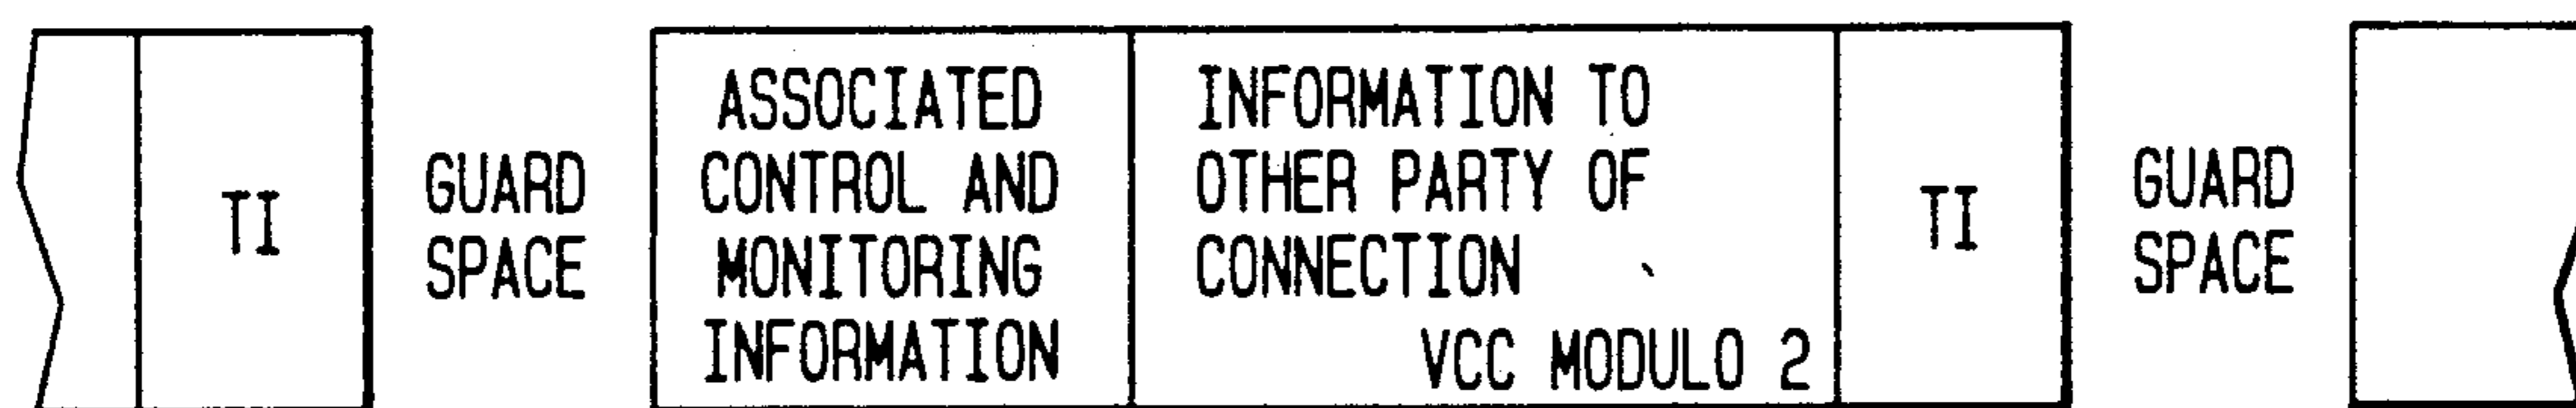 TI
GUARD
SPACE
ASSOCIATED
CONTROL AND
MONITORING
INFORMATION
INFORMATION TO
OTHER PARTY OF
CONNECTION
VCC MODULO 2
TI
GUARD
SPACE